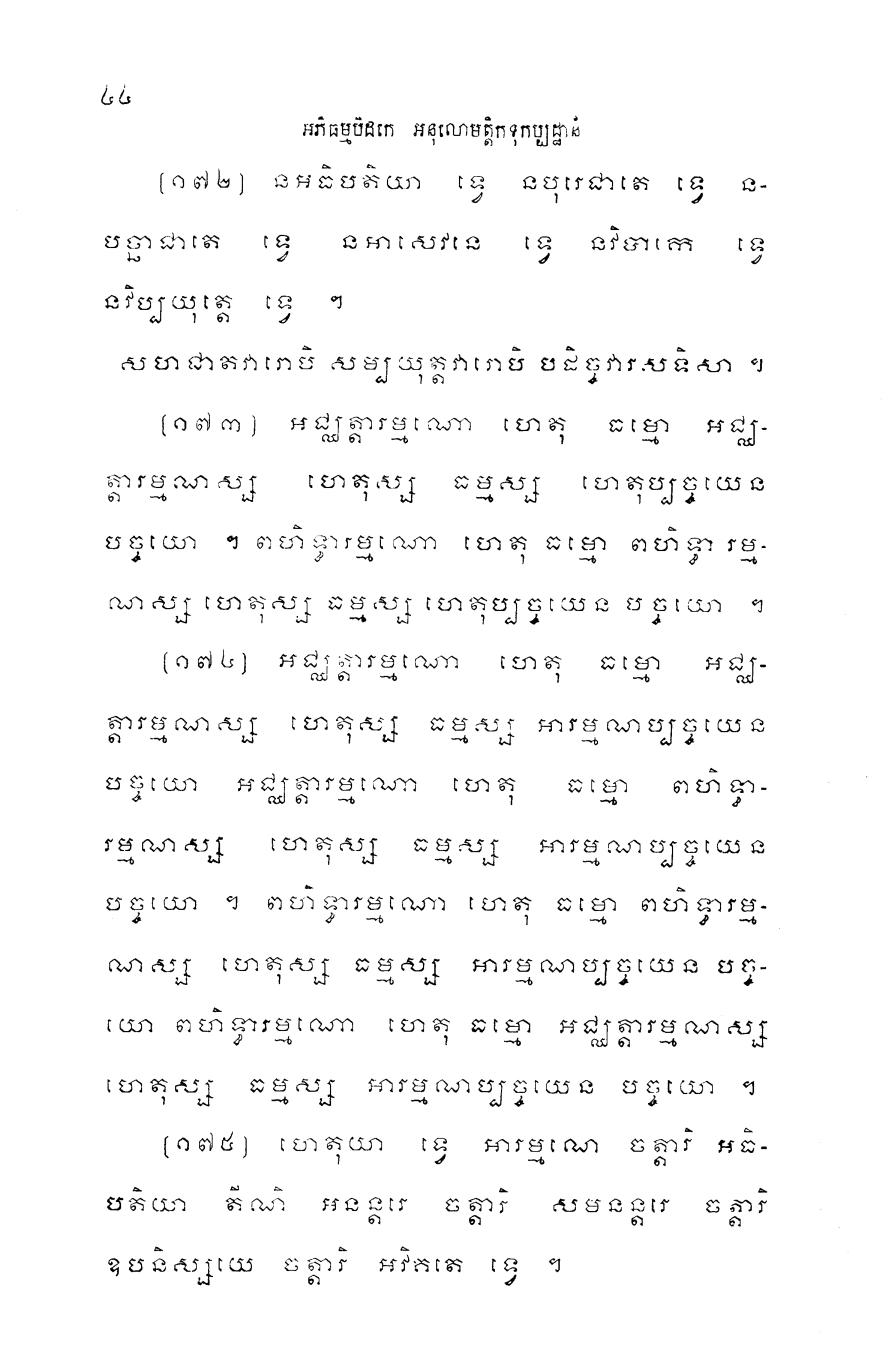 ៤៤
អភិធម្មបិដកេ អនុលោមត្តិកទុកប្បដ្ឋានំ
[១៧២] នអធិបតិយា ទ្វេ នបុរេជាតេ ទ្វេ ន-
បច្ឆាជាតេ ទ្វេ នអាសេវនេ ទ្វេ នវិបាកេ ទ្វេ
នវិប្បយុត្តេ ទ្វេ ។
សហជាតវារោបិ សម្បយុត្តវារោបិ បដិច្ចវារសទិសា ។
[១៧៣] អជ្ឈត្តារម្មណោ ហេតុ ធម្មោ អជ្ឈ-
ត្តារម្មណស្ស ហេតុស្ស ធម្មស្ស ហេតុប្បច្ចយេន
បច្ចយោ ។ ពហិទ្ធារម្មណោ ហេតុ ធម្មោ ពហិទ្ធារម្ម-
ណស្ស ហេតុស្ស ធម្មស្ស ហេតុប្បច្ចយេន បច្ចយោ ។
[១៧៤] អជ្ឈត្តារម្មណោ ហេតុ ធម្មោ អជ្ឈ-
ត្តារម្មណស្ស ហេតុស្ស ធម្មស្ស អារម្មណប្បច្ចយេន
បច្ចយោ អជ្ឈត្តារម្មណោ ហេតុ ធម្មោ ពហិទ្ធា-
រម្មណស្ស ហេតុស្ស ធម្មស្ស អារម្មណប្បច្ចយេន
បច្ចយោ ។ ពហិទ្ធារម្មណោ ហេតុ ធម្មោ ពហិទ្ធារម្ម-
ណស្ស ហេតុស្ស ធម្មស្ស អារម្មណប្បច្ចយេន បច្ច-
យោ ពហិទ្ធារម្មណោ ហេតុ ធម្មោ អជ្ឈត្តារម្មណស្ស
ហេតុស្ស ធម្មស្ស អារម្មណប្បច្ចយេន បច្ចយោ ។
[១៧៥] ហេតុយា ទ្វេ អារម្មណេ ចត្តារិ អធិ-
បតិយា តីណិ អនន្តរេ ចត្តារិ សមនន្តរេ ចត្តារិ
ឧបនិស្សយេ ចត្តារិ អវិគតេ ទ្វេ ។